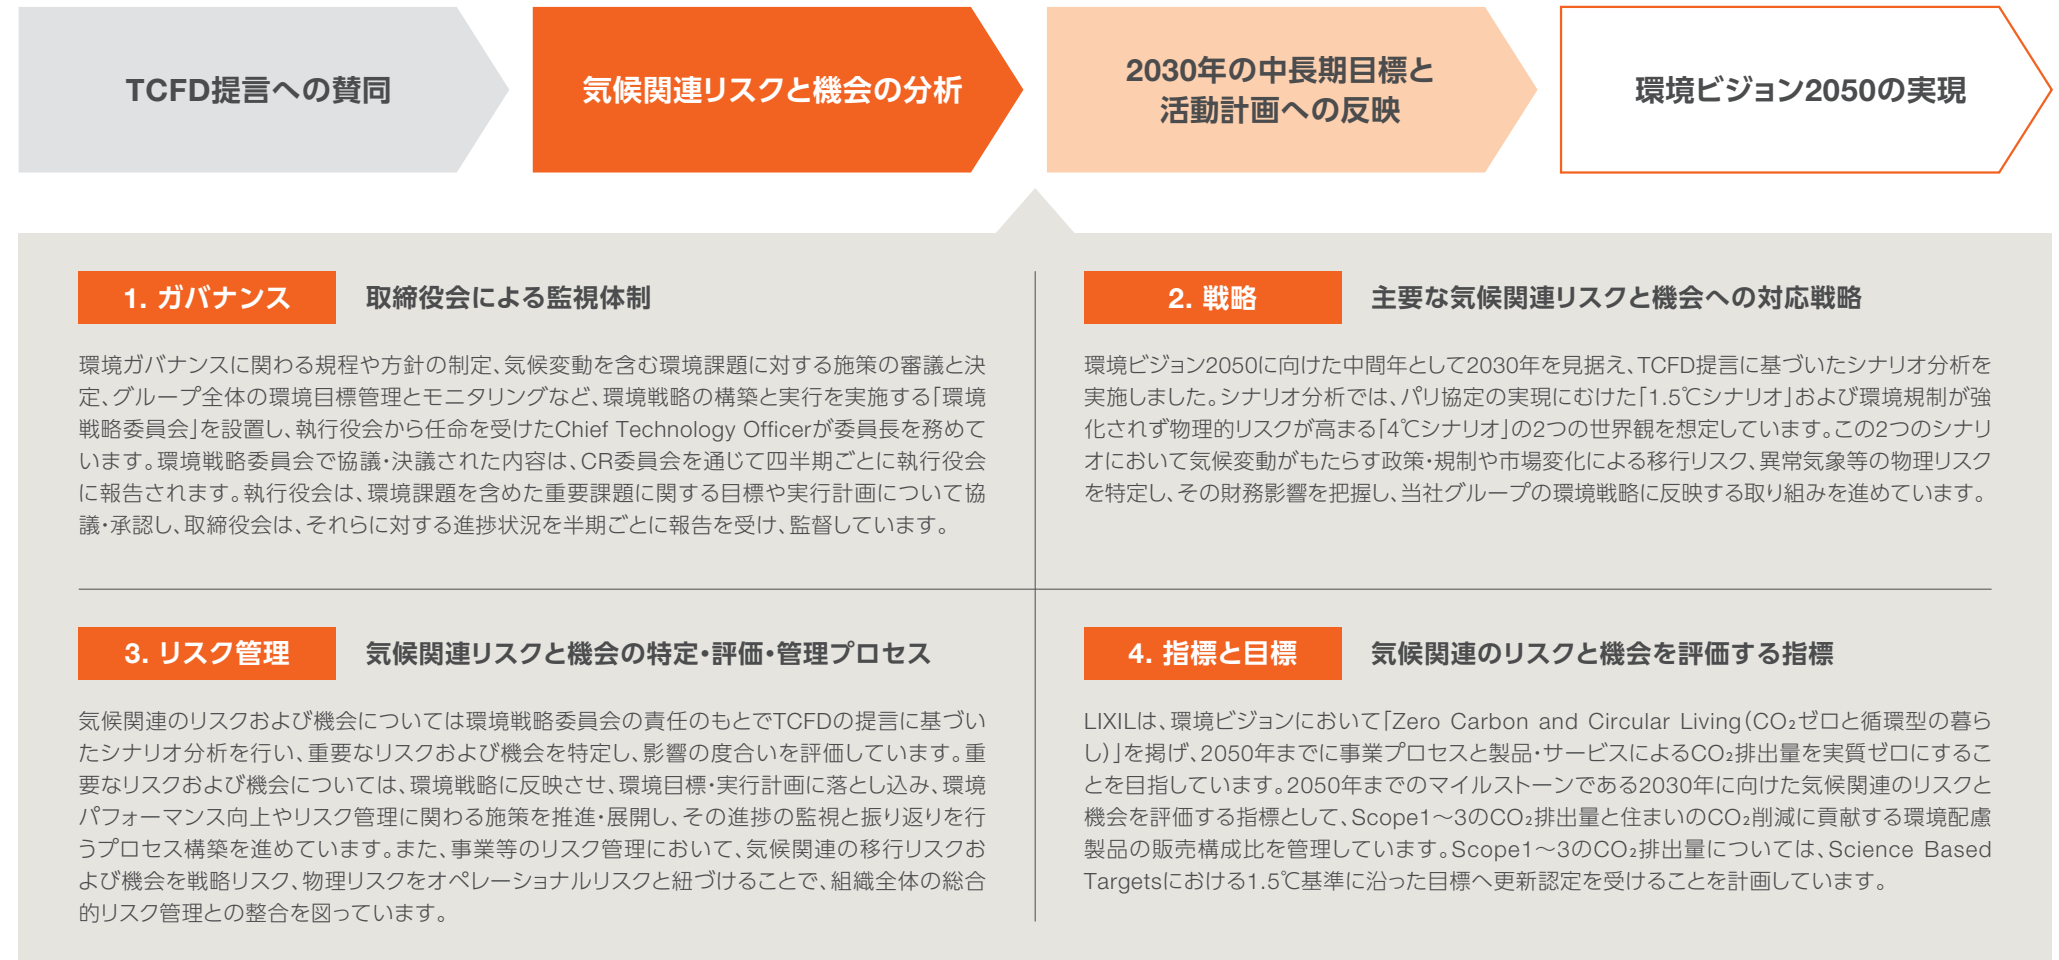 TCFD提言への賛同
気候関連リスクと機会の分析
2030年の中長期目標と
活動計画への反映
環境ビジョン2050の実現
1. ガバナンス
取締役会による監視体制
環境ガバナンスに関わる規程や方針の制定、気候変動を含む環境課題に対する施策の審議と決
定、グループ全体の環境目標管理とモニタリングなど、環境戦略の構築と実行を実施する「環境
戦略委員会」を設置し、執行役会から任命を受けたChief Technology Officerが委員長を務めて
います。環境戦略委員会で協議・決議された内容は、CR委員会を通じて四半期ごとに執行役会
に報告されます。執行役会は、環境課題を含めた重要課題に関する目標や実行計画について協
議・承認し、取締役会は、それらに対する進捗状況を半期ごとに報告を受け、監督しています。
2. 戦略
主要な気候関連リスクと機会への対応戦略
環境ビジョン2050に向けた中間年として2030年を見据え、TCFD提言に基づいたシナリオ分析を
実施しました。シナリオ分析では、パリ協定の実現にむけた「1.5℃シナリオ」および環境規制が強
化されず物理的リスクが高まる「4℃シナリオ」の2つの世界観を想定しています。この2つのシナリ
オにおいて気候変動がもたらす政策・規制や市場変化による移行リスク、異常気象等の物理リスク
を特定し、その財務影響を把握し、当社グループの環境戦略に反映する取り組みを進めています。
3. リスク管理
気候関連リスクと機会の特定・評価・管理プロセス
気候関連のリスクおよび機会については環境戦略委員会の責任のもとでTCFDの提言に基づい
たシナリオ分析を行い、重要なリスクおよび機会を特定し、影響の度合いを評価しています。重
要なリスクおよび機会については、環境戦略に反映させ、環境目標・実行計画に落とし込み、環境
パフォーマンス向上やリスク管理に関わる施策を推進・展開し、その進捗の監視と振り返りを行
うプロセス構築を進めています。また、事業等のリスク管理において、気候関連の移行リスクお
よび機会を戦略リスク、物理リスクをオペレーショナルリスクと紐づけることで、組織全体の総合
的リスク管理との整合を図っています。
4. 指標と目標
気候関連のリスクと機会を評価する指標
LIXILは、環境ビジョンにおいて「Zero Carbon and Circular Living（CO₂ゼロと循環型の暮ら
し）」を掲げ、2050年までに事業プロセスと製品・サービスによるCO₂排出量を実質ゼロにするこ
とを目指しています。2050年までのマイルストーンである2030年に向けた気候関連のリスクと
機会を評価する指標として、Scope1〜3のCO₂排出量と住まいのCO₂削減に貢献する環境配慮
製品の販売構成比を管理しています。Scope1〜3のCO₂排出量については、Science Based
Targetsにおける1.5℃基準に沿った目標へ更新認定を受けることを計画しています。